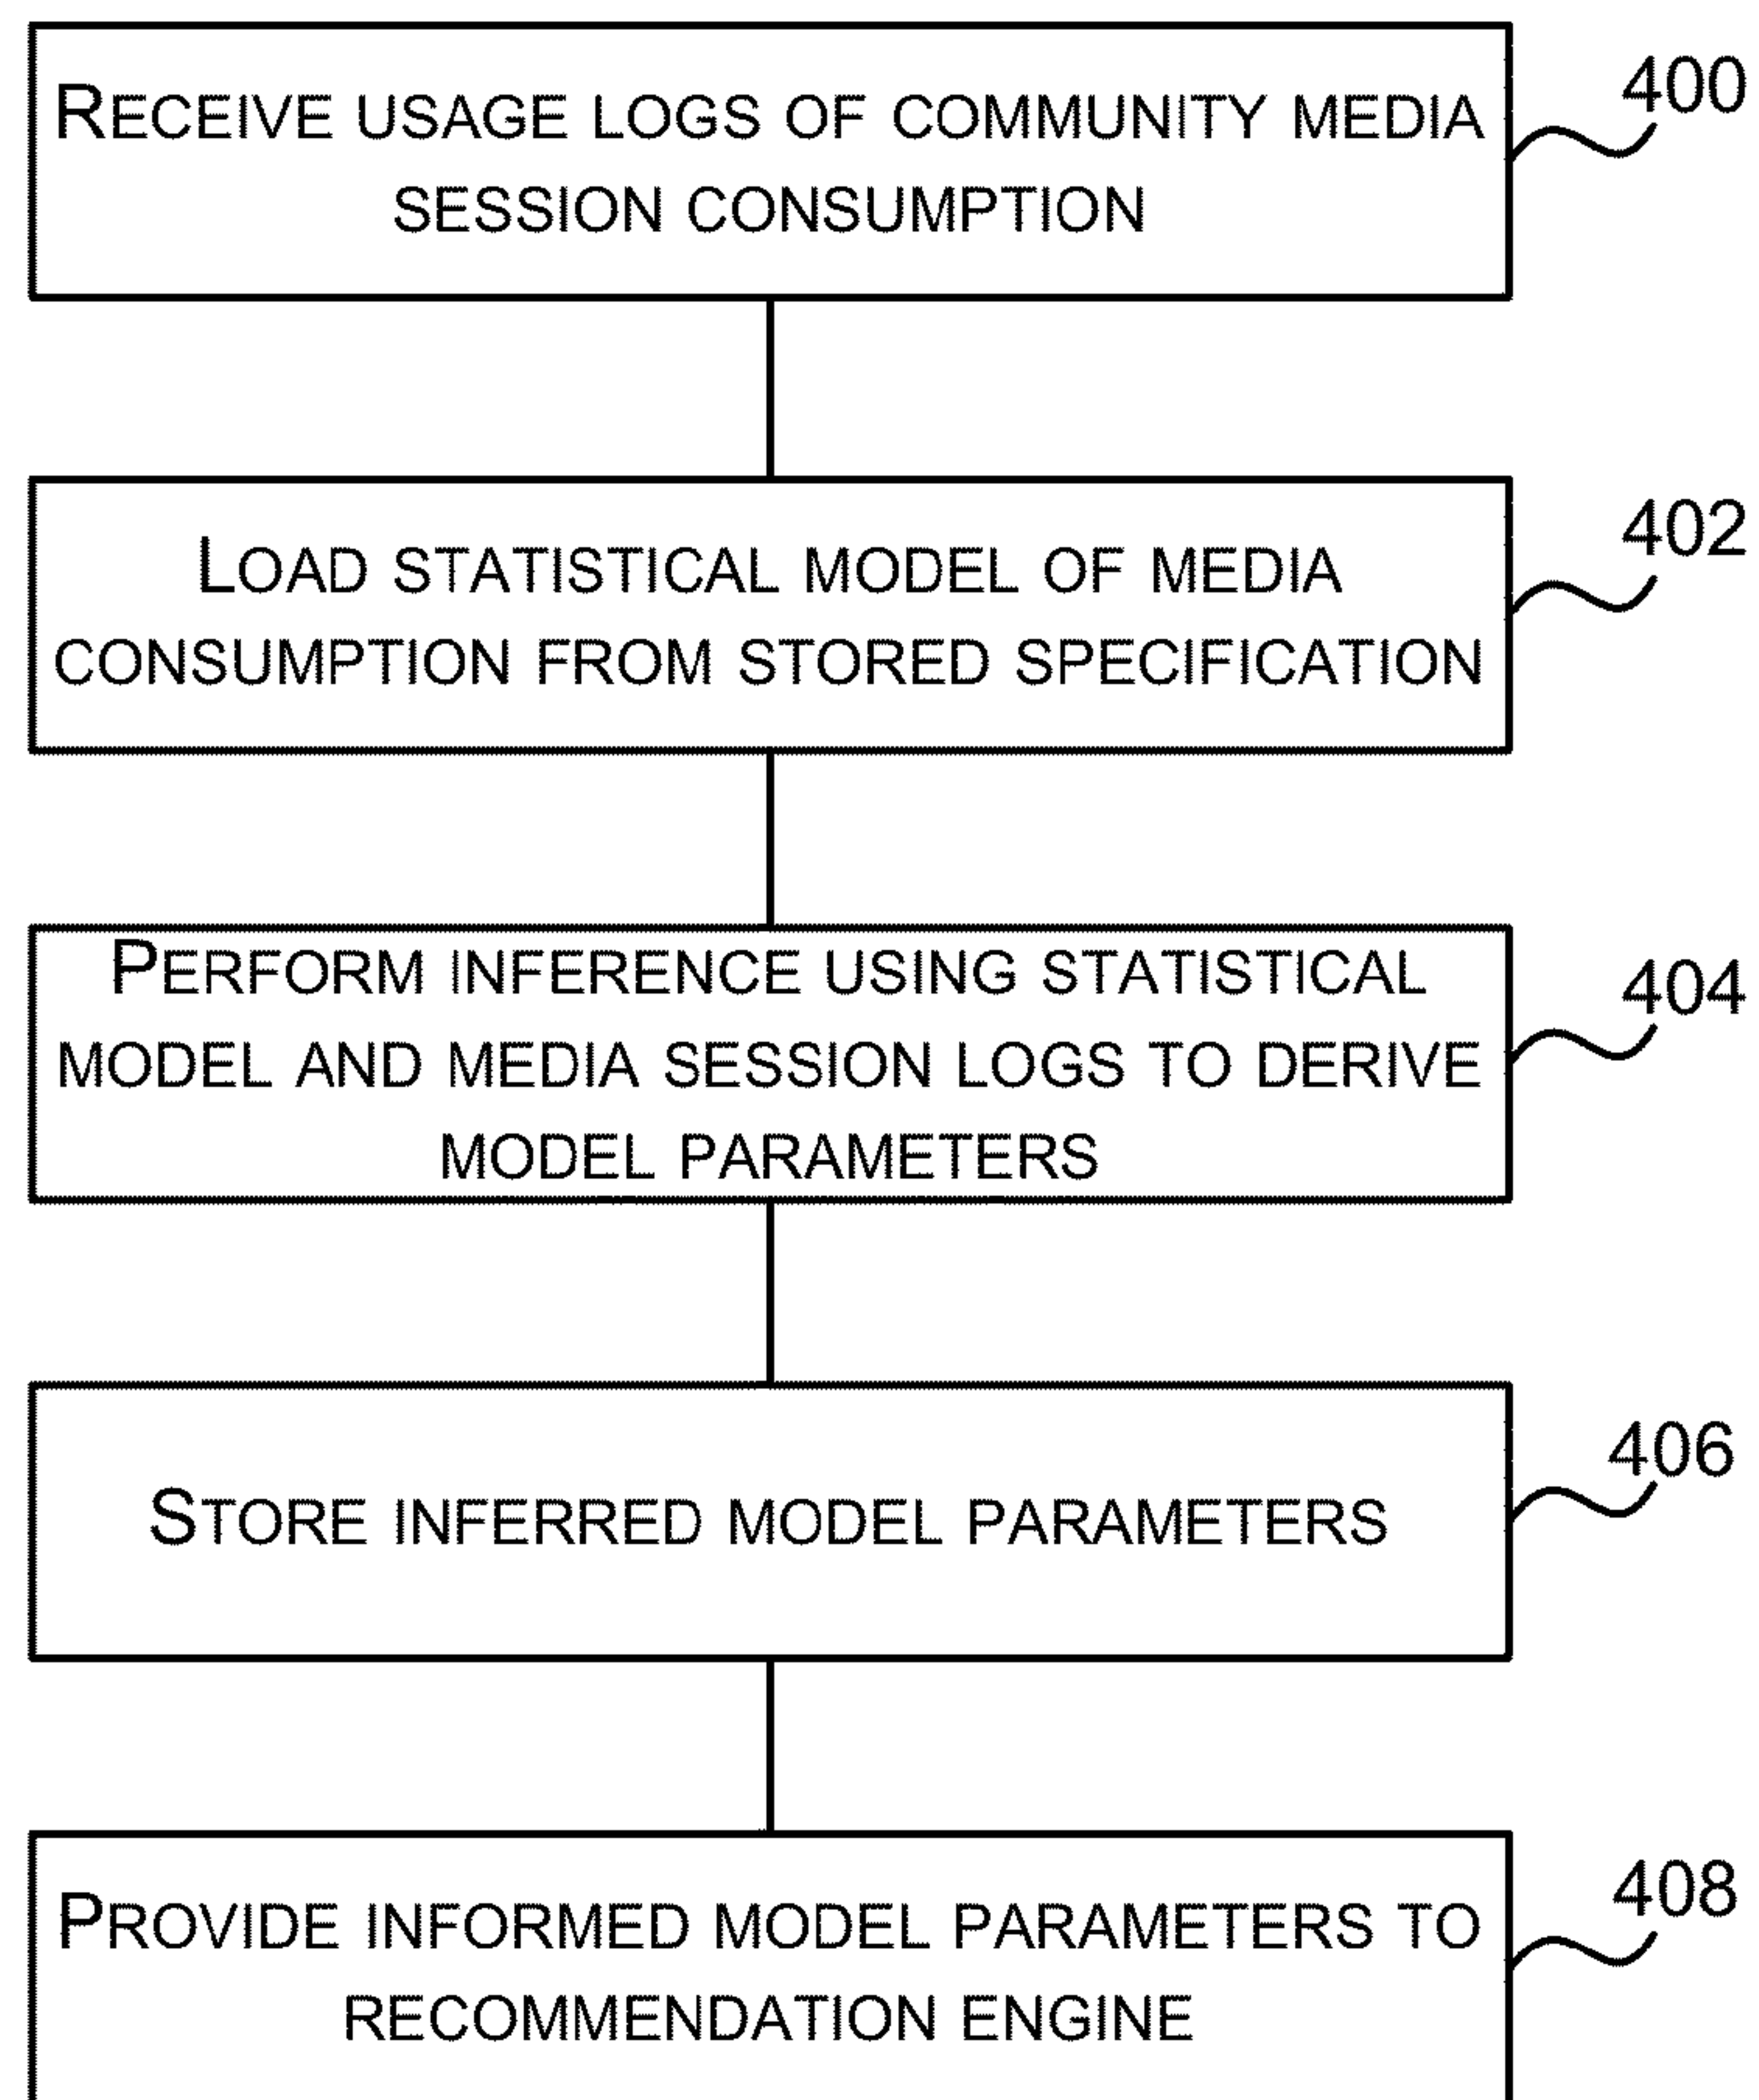 RECEIVE USAGE LOGS OF COMMUNITY MEDIA
SESSION CONSUMPTION
400
LOAD STATISTICAL MODEL OF MEDIA
CONSUMPTION FROM STORED SPECIFICATION
402
PERFORM INFERENCE USING STATISTICAL
MODEL AND MEDIA SESSION LOGS TO DERIVE
MODEL PARAMETERS
404
STORE INFERRED MODEL PARAMETERS
406
PROVIDE INFORMED MODEL PARAMETERS TO
RECOMMENDATION ENGINE
408